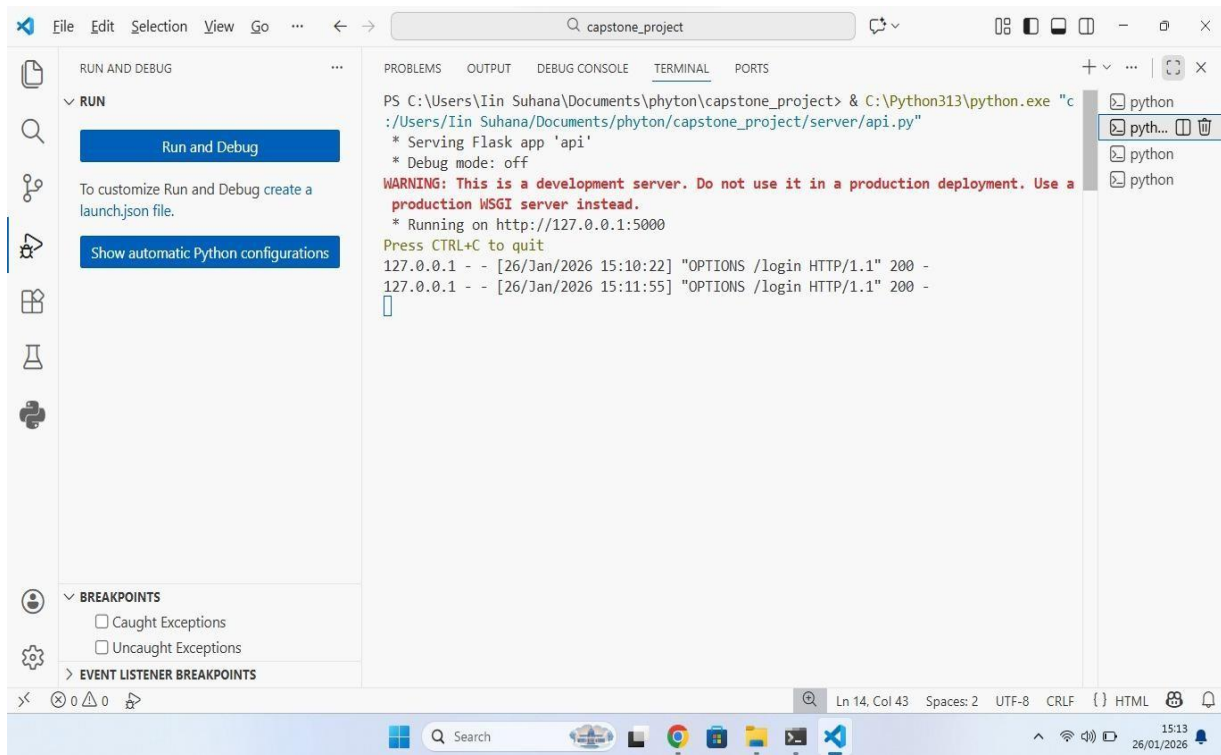 File Edit Selection View Go ··· capstone_project
RUN AND DEBUG ···
RUN
Run and Debug
To customize Run and Debug create a
launch.json file.
Show automatic Python configurations
BREAKPOINTS
Caught Exceptions
Uncaught Exceptions
EVENT LISTENER BREAKPOINTS
PROBLEMS OUTPUT DEBUG CONSOLE TERMINAL PORTS
PS C:\Users\Iin Suhana\Documents\phyton\capstone_project> & C:\Python313\python.exe "c
:/Users/Iin Suhana/Documents/phyton/capstone_project/server/api.py"
* Serving Flask app 'api'
* Debug mode: off
WARNING: This is a development server. Do not use it in a production deployment. Use a
production WSGI server instead.
* Running on http://127.0.0.1:5000
Press CTRL+C to quit
127.0.0.1 - - [26/Jan/2026 15:10:22] "OPTIONS /login HTTP/1.1" 200 -
127.0.0.1 - - [26/Jan/2026 15:11:55] "OPTIONS /login HTTP/1.1" 200 -
python
pyth...
python
python
0 0 Ln 14, Col 43 Spaces: 2 UTF-8 CRLF {} HTML
Search
15:13
26/01/2026